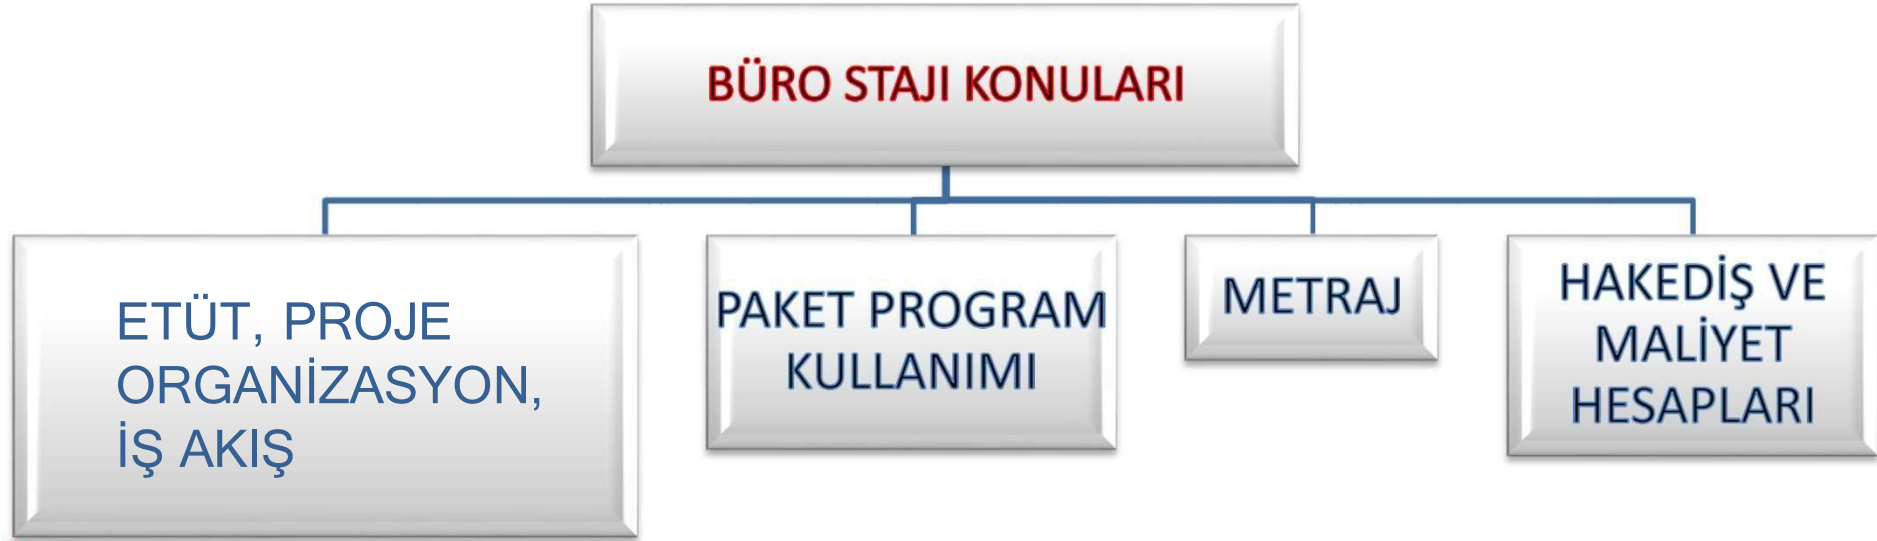 BÜRO STAJI KONULARI
ETÜT, PROJE
ORGANİZASYON,
İŞ AKIŞ
PAKET PROGRAM
KULLANIMI
METRAJ
HAKEDİŞ VE
MALİYET
HESAPLARI